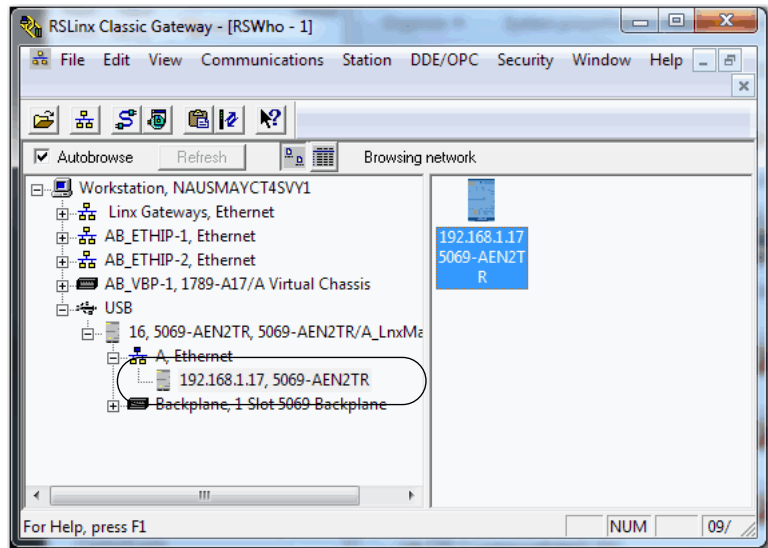 RSLinx Classic Gateway - [RSWho - 1]
File Edit View Communications Station DDE/OPC Security Window Help
Autobrowse Refresh Browsing network
Workstation, NAUSMAYCT4SVY1
Linx Gateways, Ethernet
AB_ETHIP-1, Ethernet
AB_ETHIP-2, Ethernet
AB_VBP-1, 1789-A17/A Virtual Chassis
USB
16, 5069-AEN2TR, 5069-AEN2TR/A_LnxMa
A, Ethernet
192.168.1.17, 5069-AEN2TR
Backplane, 1 Slot 5069 Backplane
192.168.1.17
5069-AEN2T
R
For Help, press F1 NUM 09/